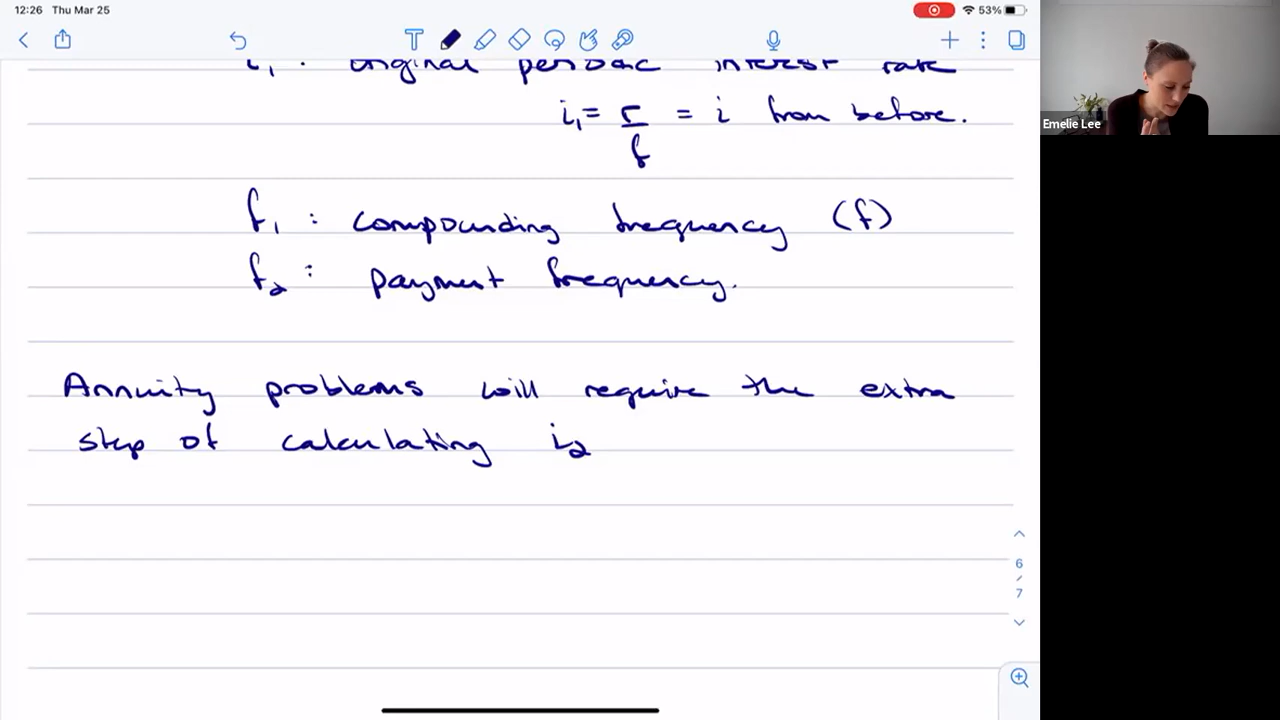 12:26 Thu Mar 25
53%
i₁ : original periodic interest rate
i₁ = r/f = i from before.
f₁ : compounding frequency (f)
f₂ : payment frequency.
Annuity problems will require the extra
step of calculating i₂
Emelie Lee
6
/
7